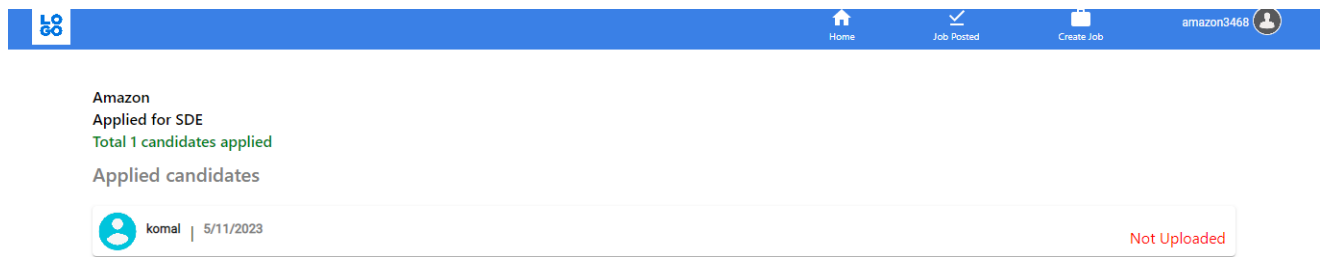 LO
GO
Home
Job Posted
Create Job
amazon3468
Amazon
Applied for SDE
Total 1 candidates applied
Applied candidates
komal | 5/11/2023
Not Uploaded